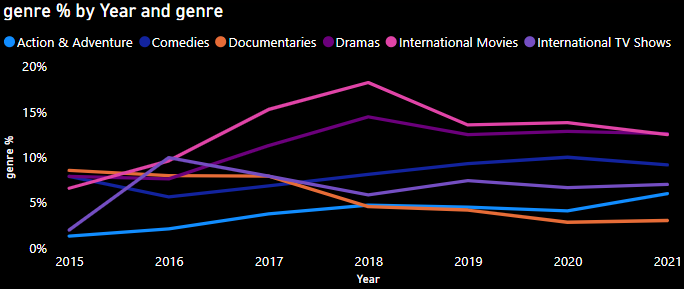 genre % by Year and genre
Action & Adventure Comedies Documentaries Dramas International Movies International TV Shows
20%
15%
10%
5%
0%
genre %
2015 2016 2017 2018 2019 2020 2021
Year